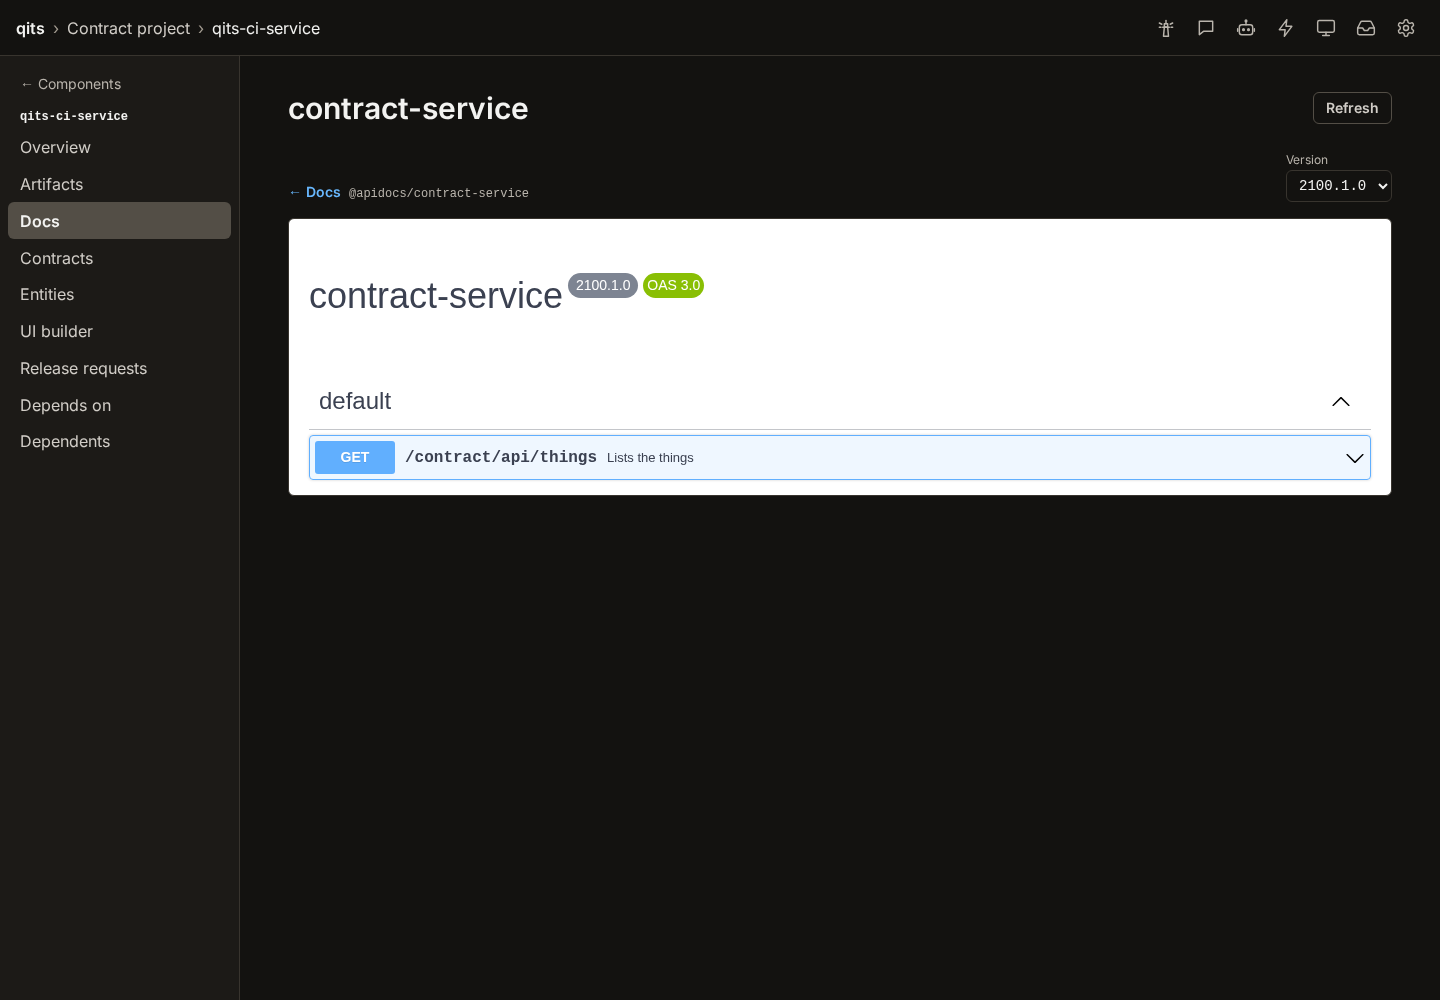 qits › Contract project › qits-ci-service
← Components
qits-ci-service
Overview
Artifacts
Docs
Contracts
Entities
UI builder
Release requests
Depends on
Dependents
contract-service
Refresh
← Docs @apidocs/contract-service
Version
2100.1.0
contract-service 2100.1.0 OAS 3.0
default
GET /contract/api/things Lists the things